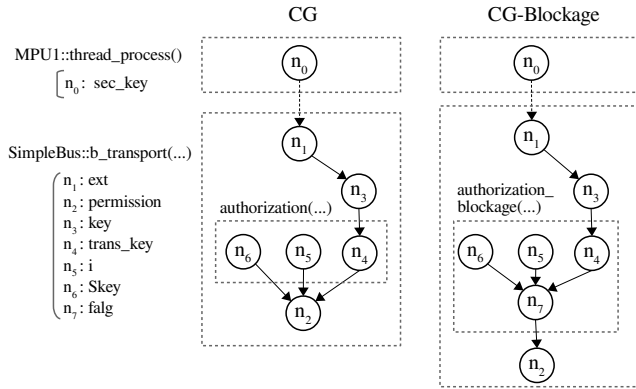 CG
CG-Blockage
MPU1::thread_process()
n0: sec_key
n0
n0
SimpleBus::b_transport(...)
n1: ext
n2: permission
n3: key
n4: trans_key
n5: i
n6: Skey
n7: falg
n1
n3
authorization(...)
n6
n5
n4
n2
n1
n3
authorization_
blockage(...)
n6
n5
n4
n7
n2